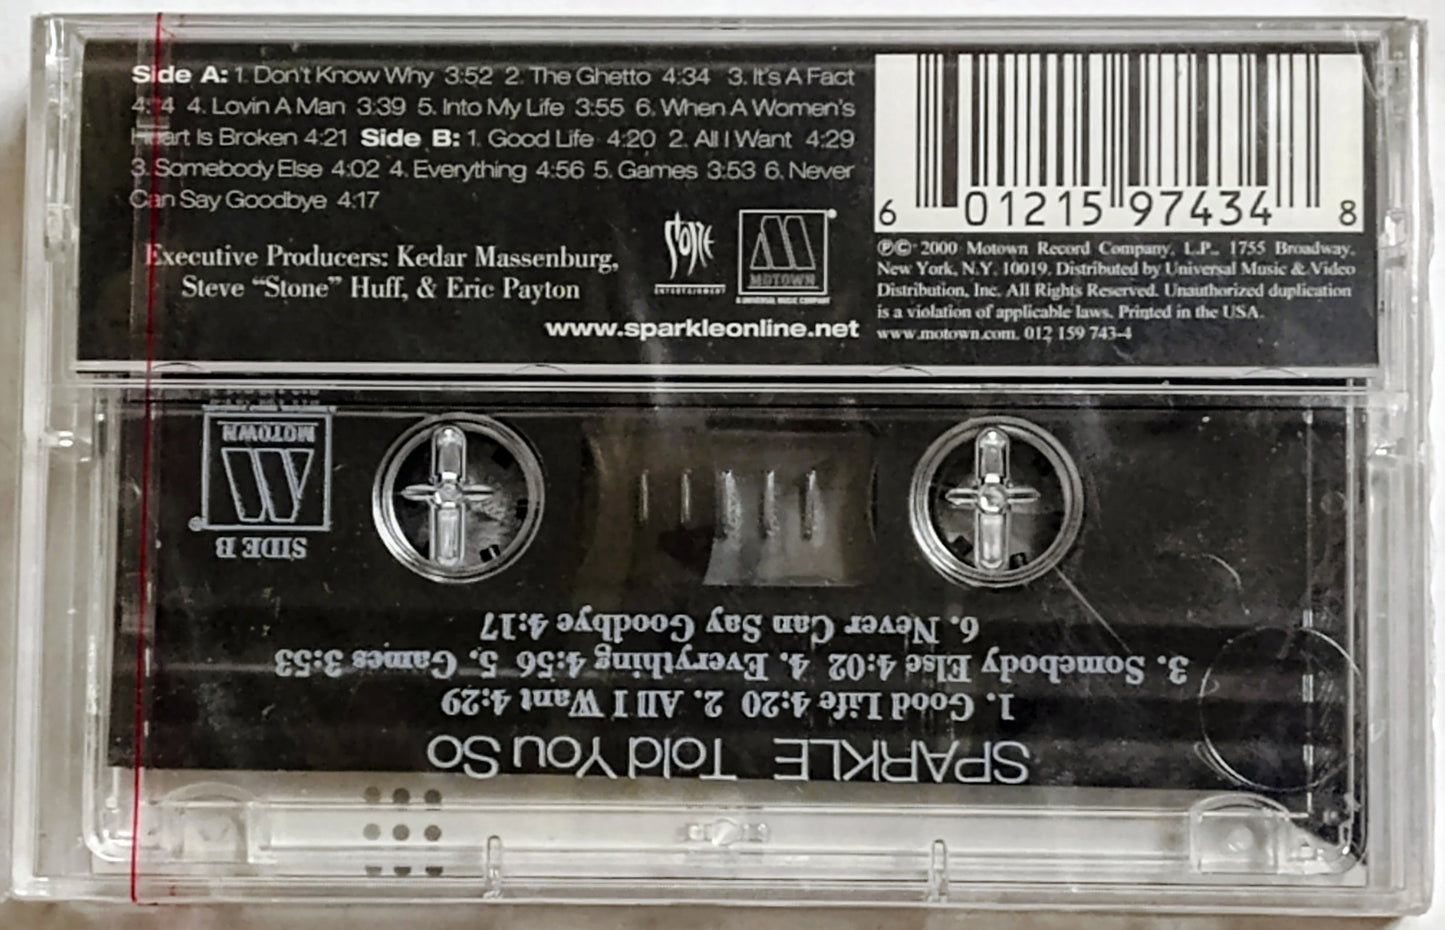 Side A: 1. Don't Know Why 3:52 2. The Ghetto 4:34 3. It's A Fact
4:14 4. Lovin A Man 3:39 5. Into My Life 3:55 6. When A Women's
Heart Is Broken 4:21 Side B: 1. Good Life 4:20 2. All I Want 4:29
3. Somebody Else 4:02 4. Everything 4:56 5. Games 3:53 6. Never
Can Say Goodbye 4:17
Executive Producers: Kedar Massenburg,
Steve “Stone” Huff, & Eric Payton
STONE
ENTERTAINMENT
MOTOWN
A UNIVERSAL MUSIC COMPANY
www.sparkleonline.net
6 01215 97434 8
℗© 2000 Motown Record Company, L.P., 1755 Broadway,
New York, N.Y. 10019. Distributed by Universal Music & Video
Distribution, Inc. All Rights Reserved. Unauthorized duplication
is a violation of applicable laws. Printed in the USA.
www.motown.com. 012 159 743-4
SPARKLE Told You So
1. Good Life 4:20 2. All I Want 4:29
3. Somebody Else 4:02 4. Everything 4:56 5. Games 3:53
6. Never Can Say Goodbye 4:17
SIDE B
MOTOWN